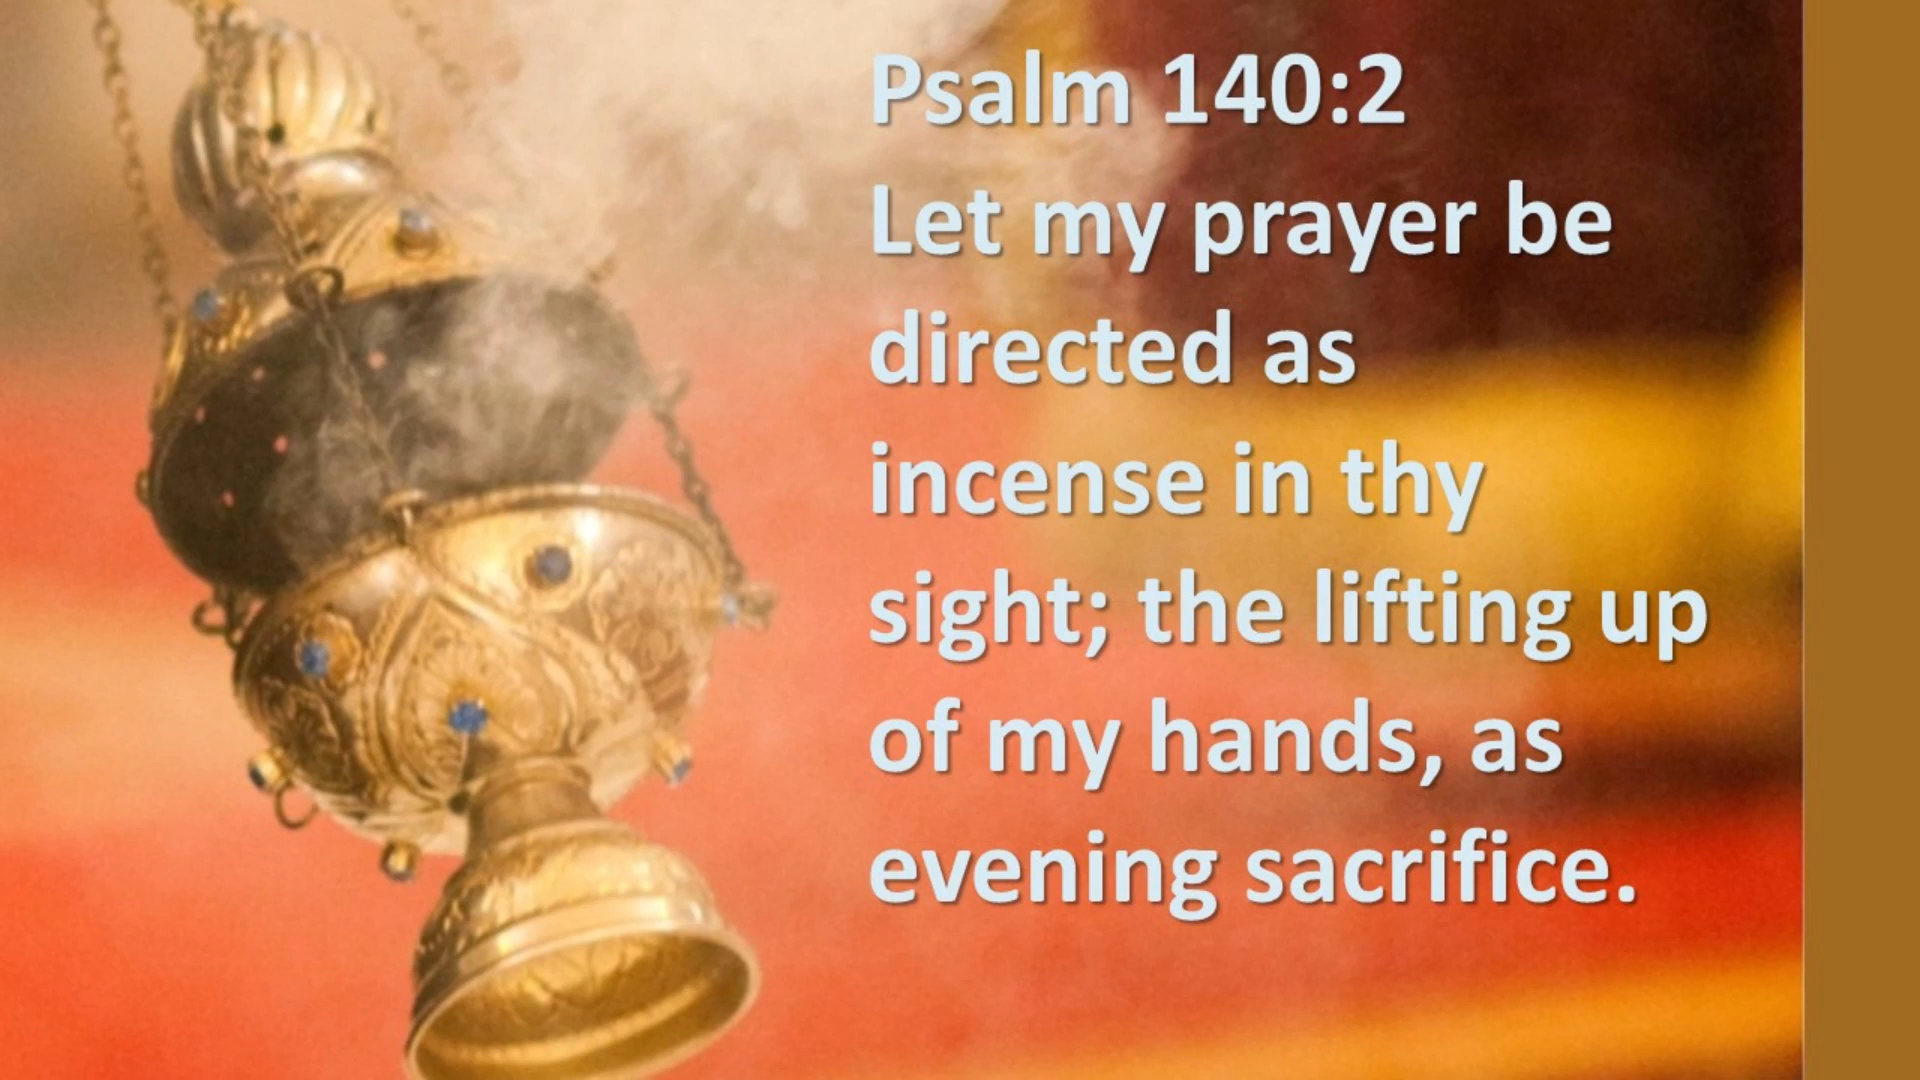 Psalm 140:2
Let my prayer be
directed as
incense in thy
sight; the lifting up
of my hands, as
evening sacrifice.